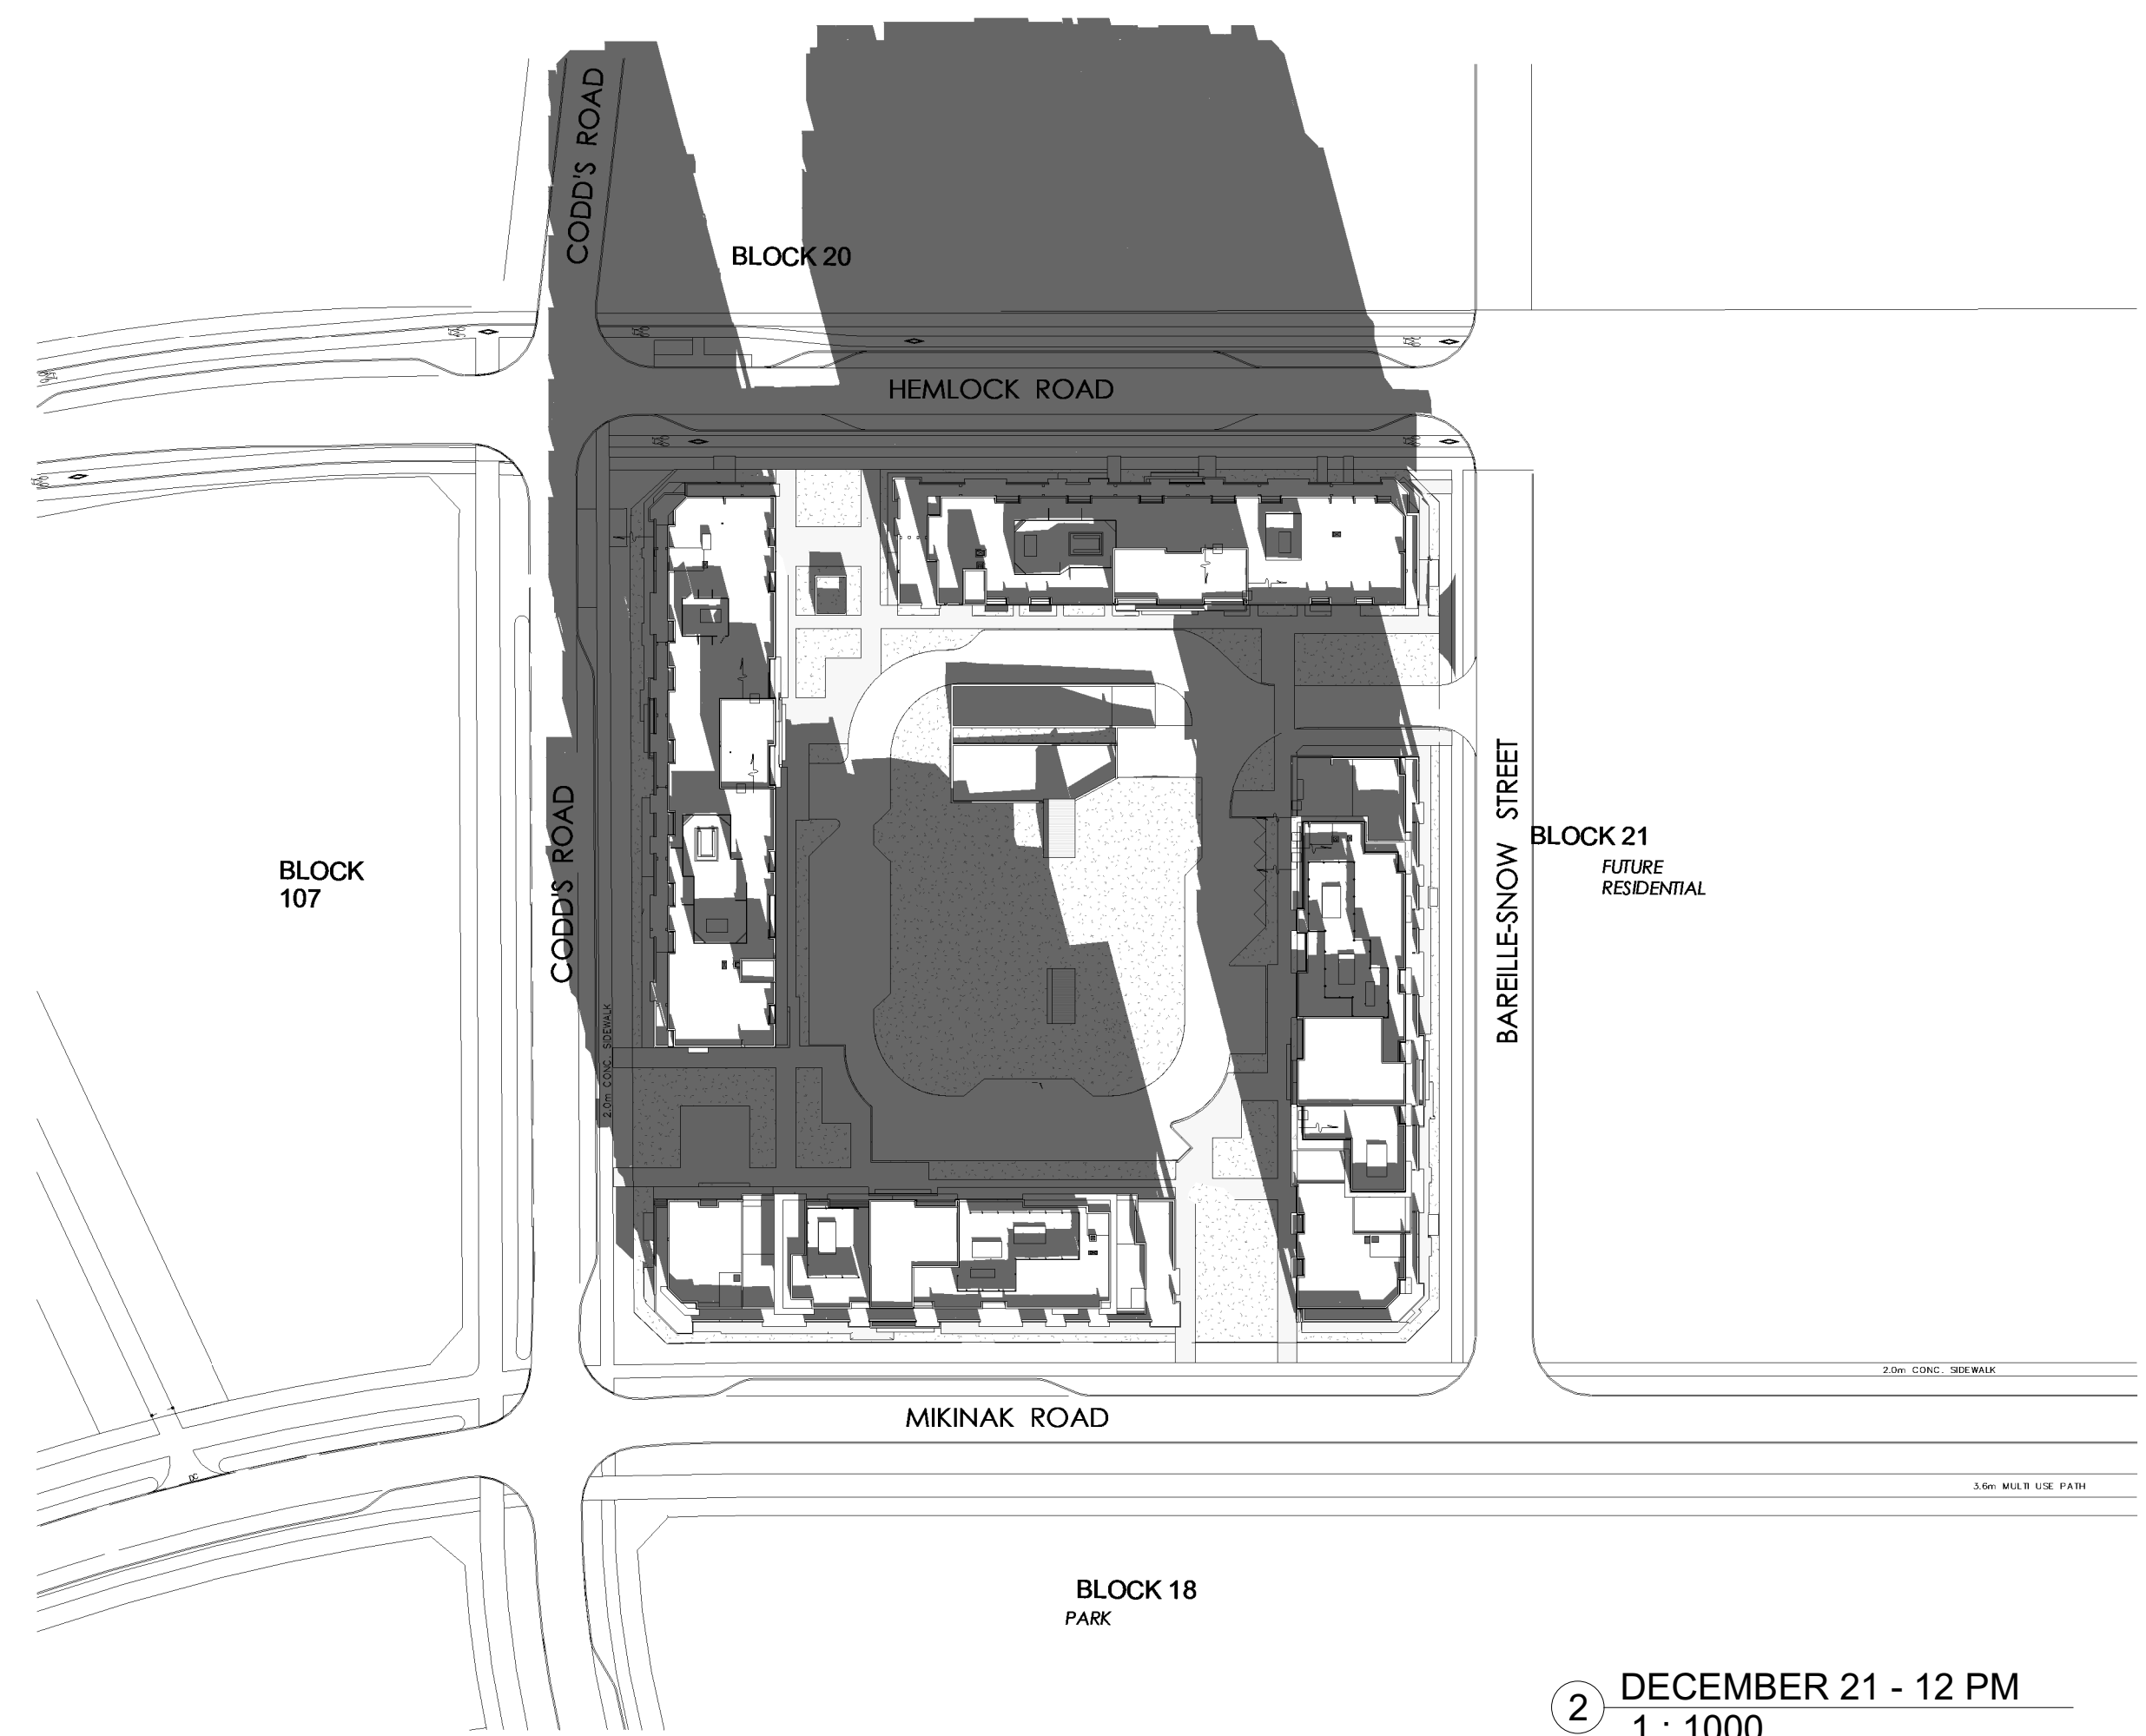 CODD'S ROAD
BLOCK 20
HEMLOCK ROAD
BLOCK
107
CODD'S ROAD
2.0m CONC. SIDEWALK
BAREILLE-SNOW STREET
BLOCK 21
FUTURE
RESIDENTIAL
2.0m CONC. SIDEWALK
MIKINAK ROAD
DC
3.6m MULTI USE PATH
BLOCK 18
PARK
2
DECEMBER 21 - 12 PM
1 : 1000